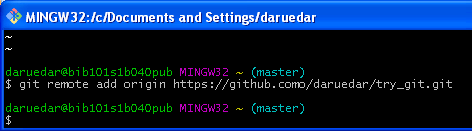 MINGW32:/c/Documents and Settings/daruedar
~
~
daruedar@bib101s1b040pub MINGW32 ~ (master)
$ git remote add origin https://github.como/daruedar/try_git.git
daruedar@bib101s1b040pub MINGW32 ~ (master)
$